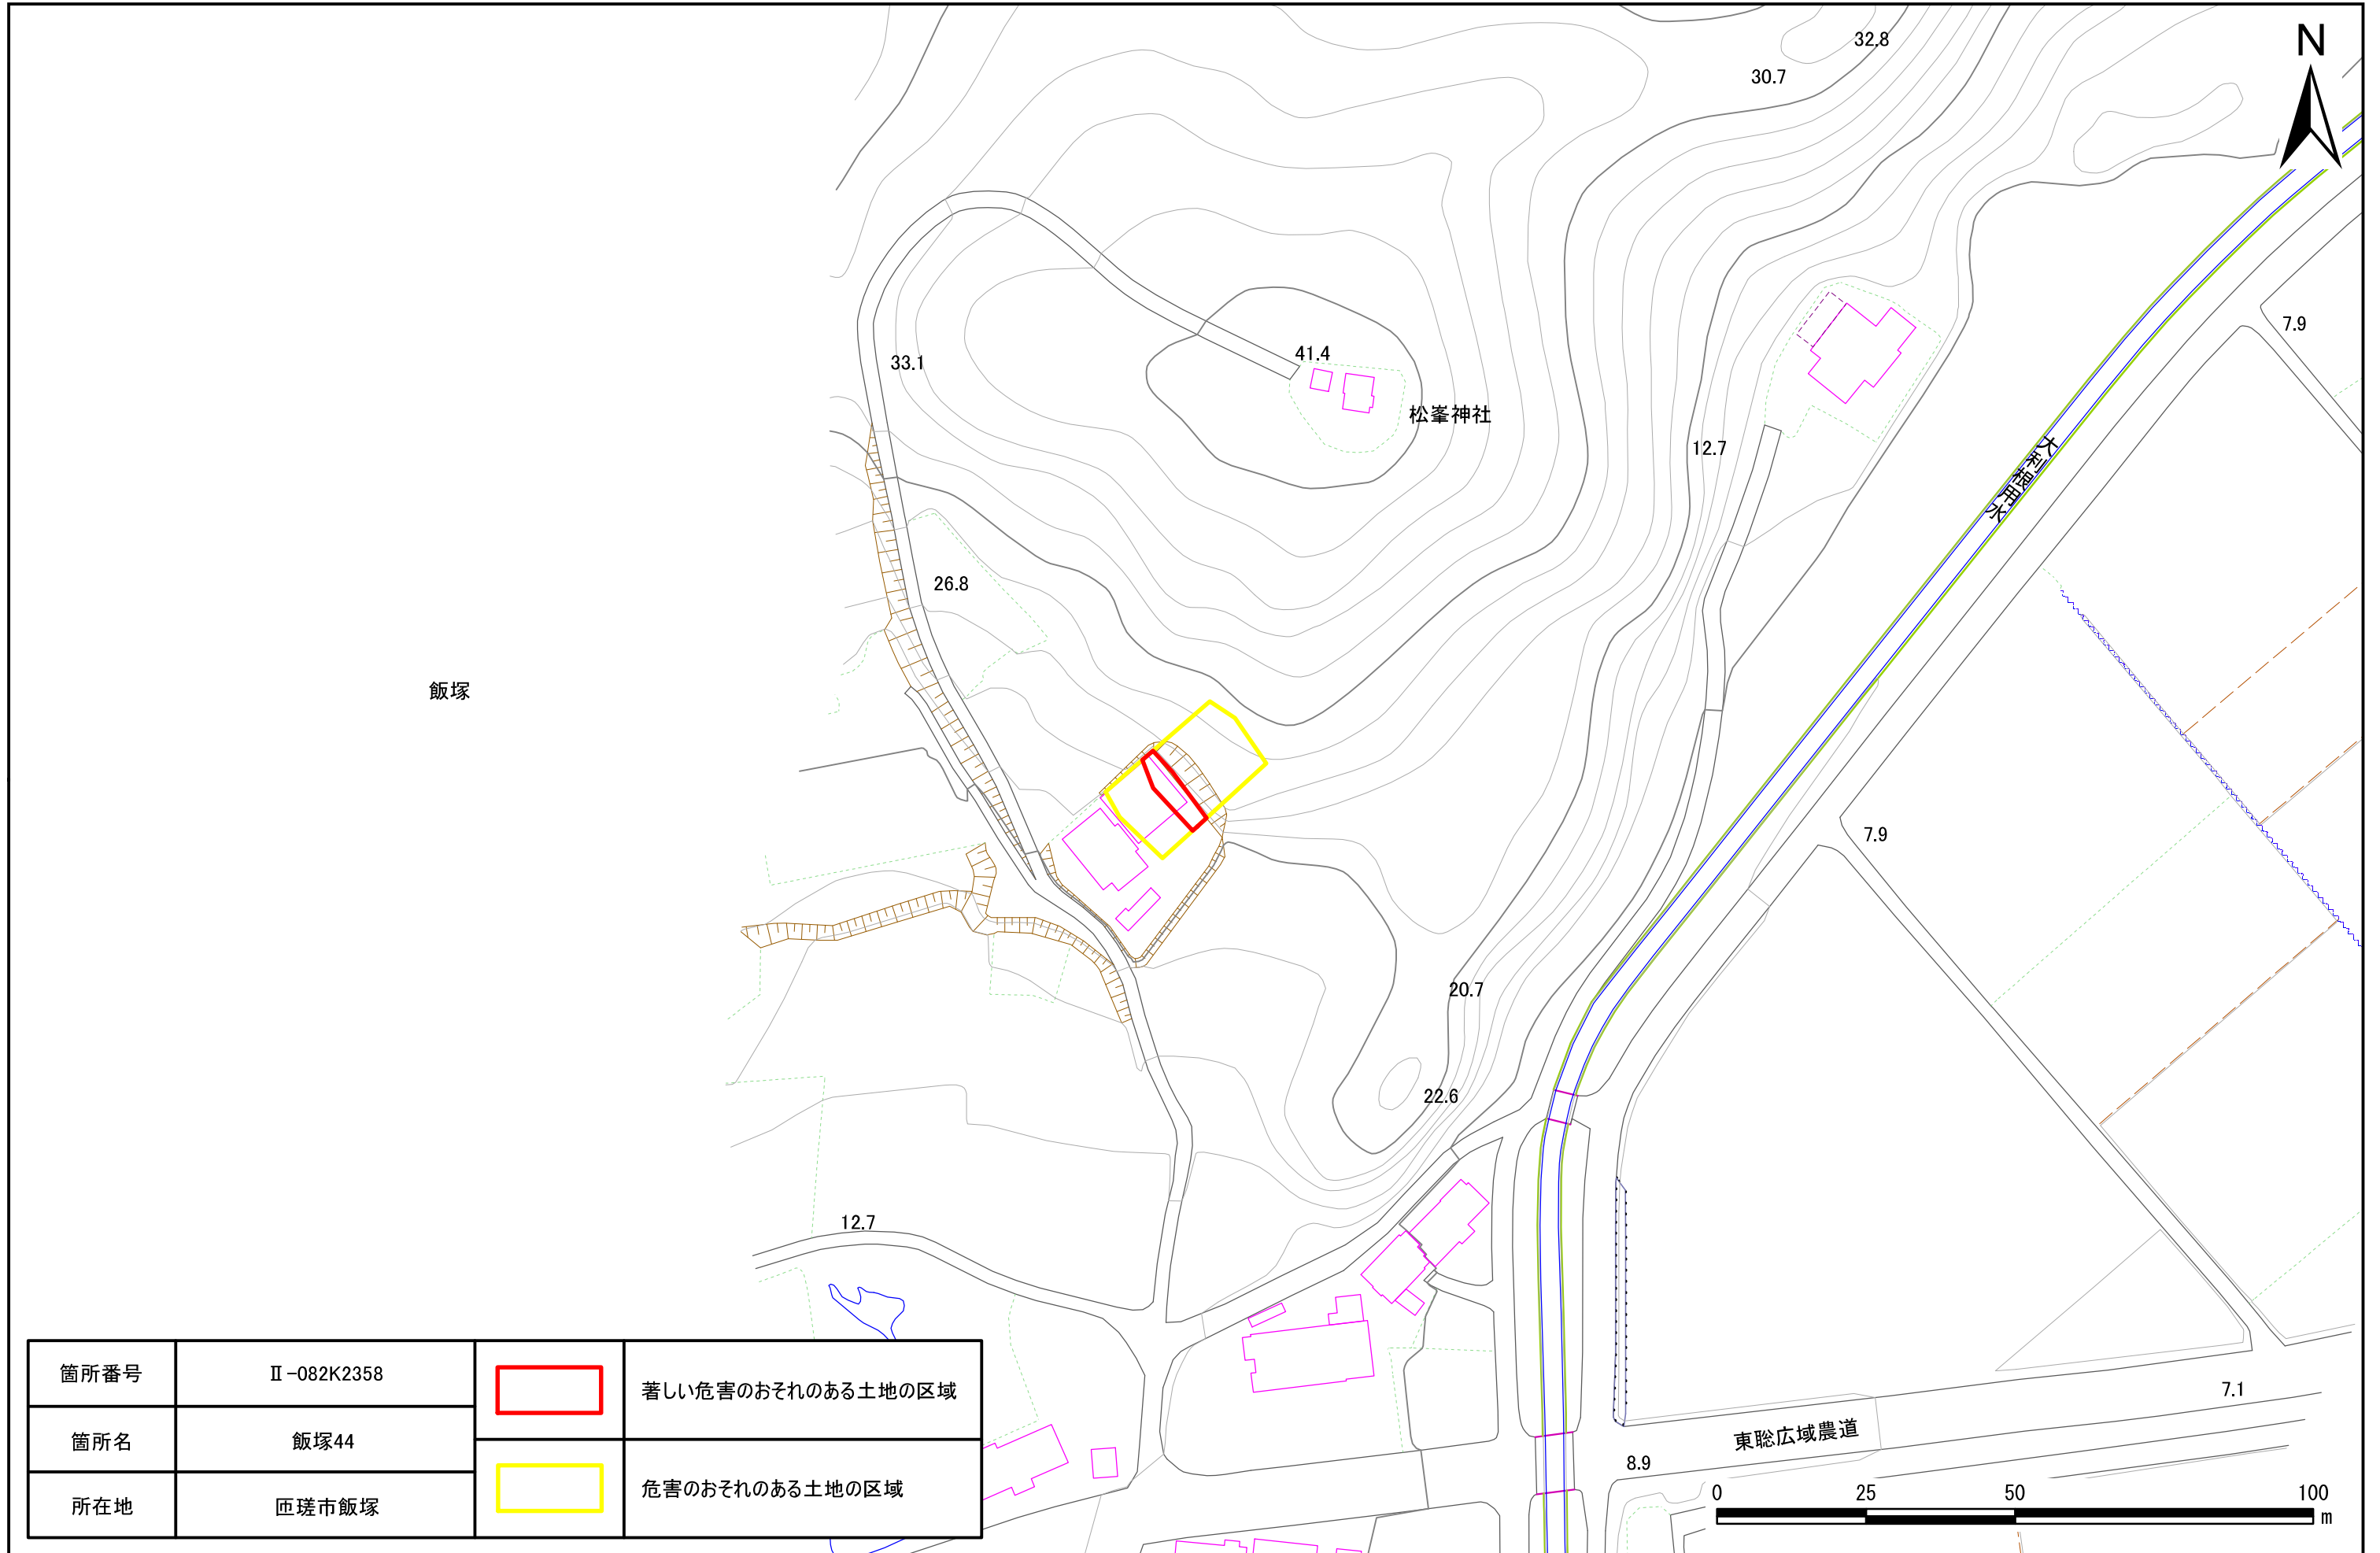 32.8
N
30.7
7.9
41.4
33.1
松峯神社
12.7
大利根用水
26.8
飯塚
7.9
20.7
22.6
12.7
箇所番号 Ⅱ-082K2358
著しい危害のおそれのある土地の区域
箇所名 飯塚44
危害のおそれのある土地の区域
所在地 匝瑳市飯塚
7.1
東聡広域農道
8.9
0 25 50 100
m